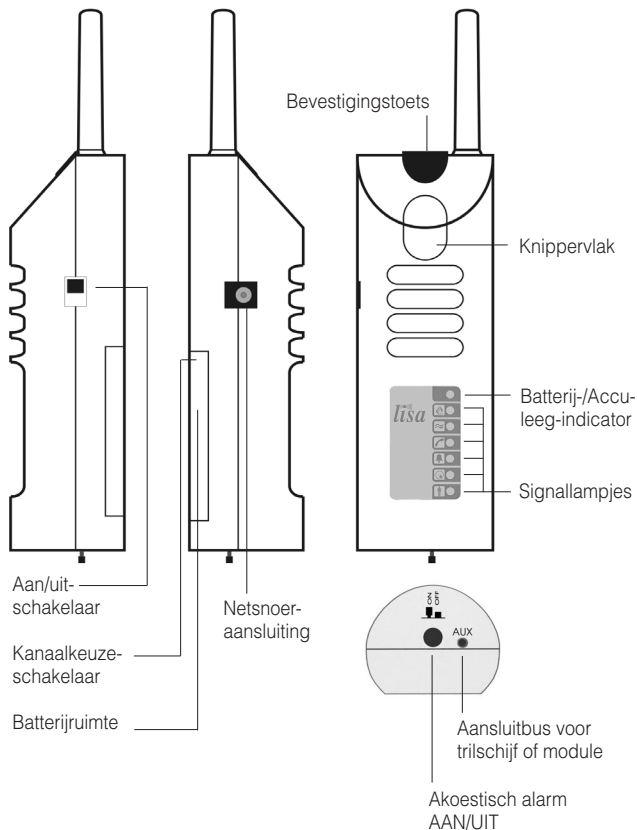 Bevestigingstoets
Knippervlak
Batterij-/Accu-
leeg-indicator
lisa
Signallampjes
Aan/uit-
schakelaar
Netsnoer-
aansluiting
Kanaalkeuze-
schakelaar
Batterijruimte
ON
OFF
AUX
Aansluitbus voor
trilschijf of module
Akoestisch alarm
AAN/UIT